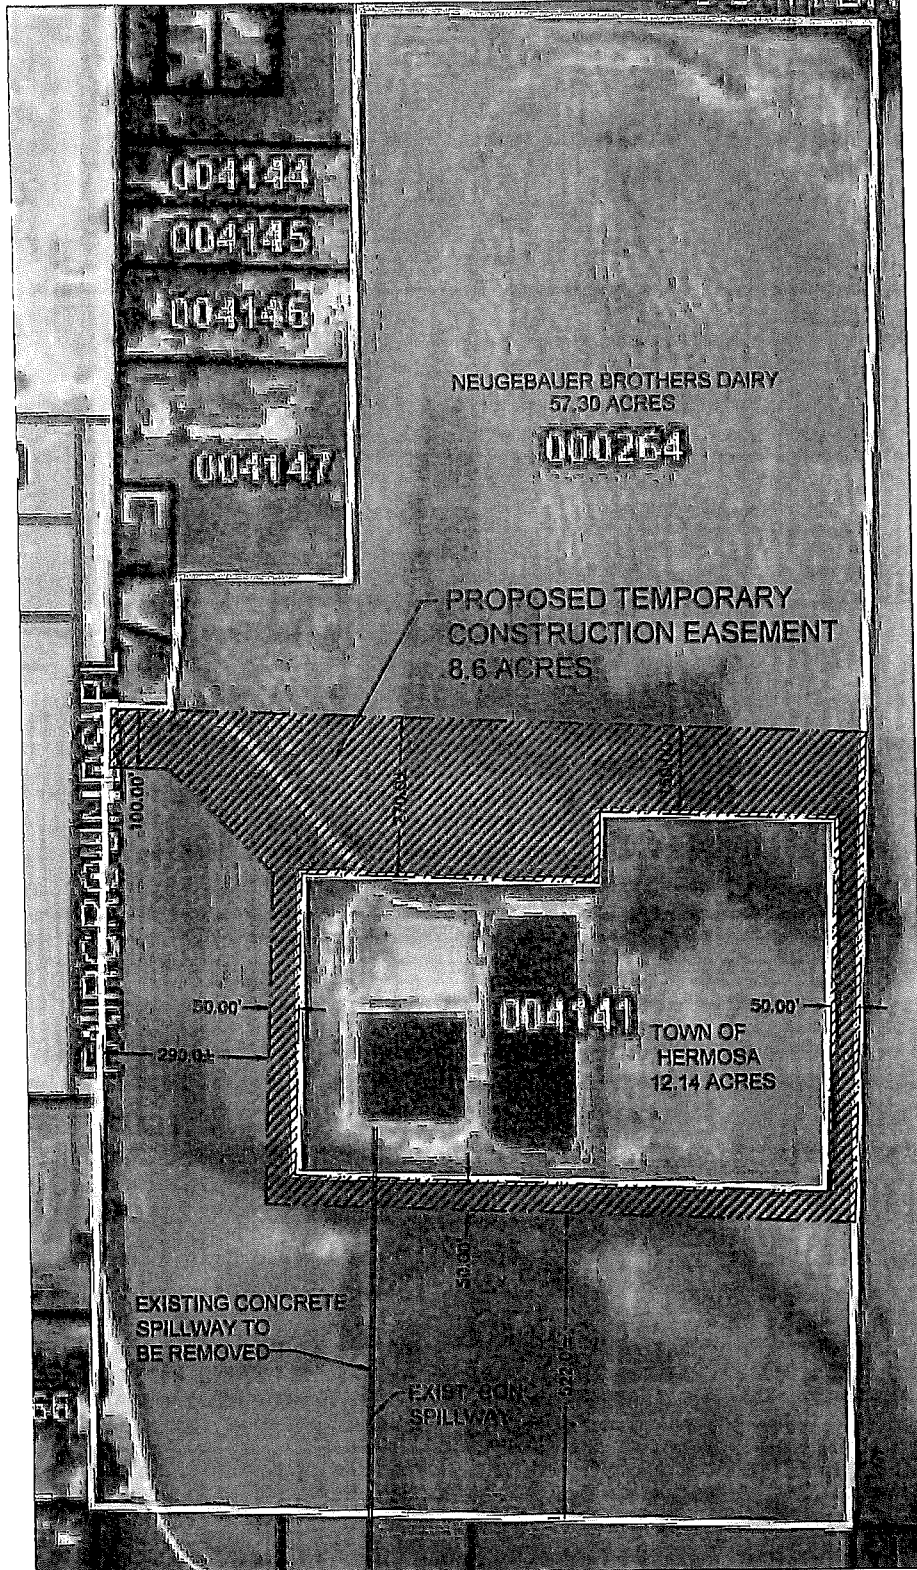 004144
004145
004146
NEUGEBAUER BROTHERS DAIRY
57.30 ACRES
000264
004147
PROPOSED TEMPORARY
CONSTRUCTION EASEMENT
8.6 ACRES
100.00'
50.00'
004141
50.00'
TOWN OF
HERMOSA
12.14 ACRES
290.0±
50.00'
EXISTING CONCRETE
SPILLWAY TO
BE REMOVED
EXIST. CON.
SPILLWAY